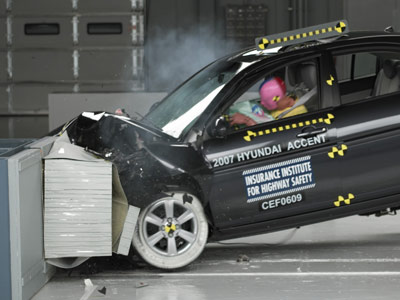 2007 HYUNDAI ACCENT
INSURANCE INSTITUTE
FOR HIGHWAY SAFETY
CEF0609